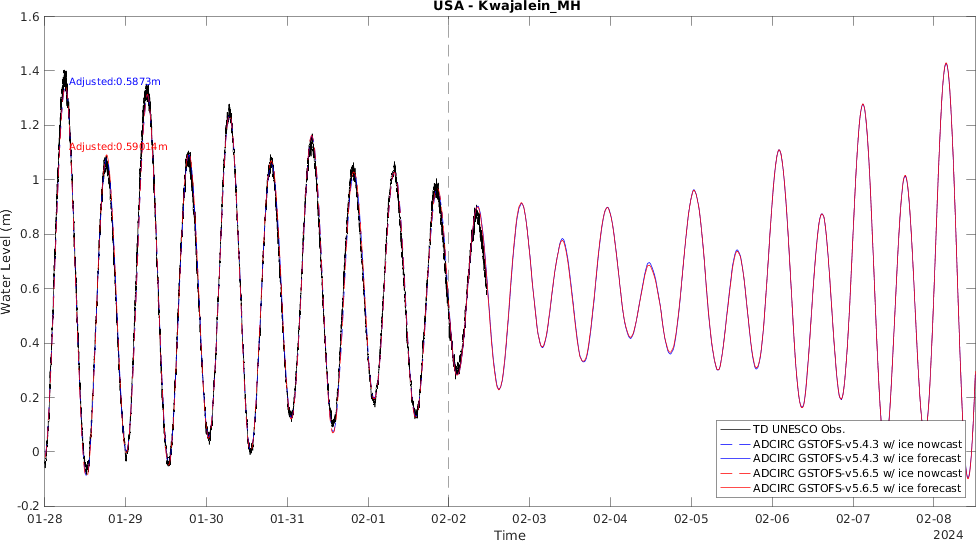 USA - Kwajalein_MH
1.6
1.4
1.2
1
0.8
0.6
0.4
0.2
0
-0.2
Water Level (m)
Adjusted:0.5873m
Adjusted:0.59014m
TD UNESCO Obs.
ADCIRC GSTOFS-v5.4.3 w/ ice nowcast
ADCIRC GSTOFS-v5.4.3 w/ ice forecast
ADCIRC GSTOFS-v5.6.5 w/ ice nowcast
ADCIRC GSTOFS-v5.6.5 w/ ice forecast
01-28 01-29 01-30 01-31 02-01 02-02 02-03 02-04 02-05 02-06 02-07 02-08
Time
2024